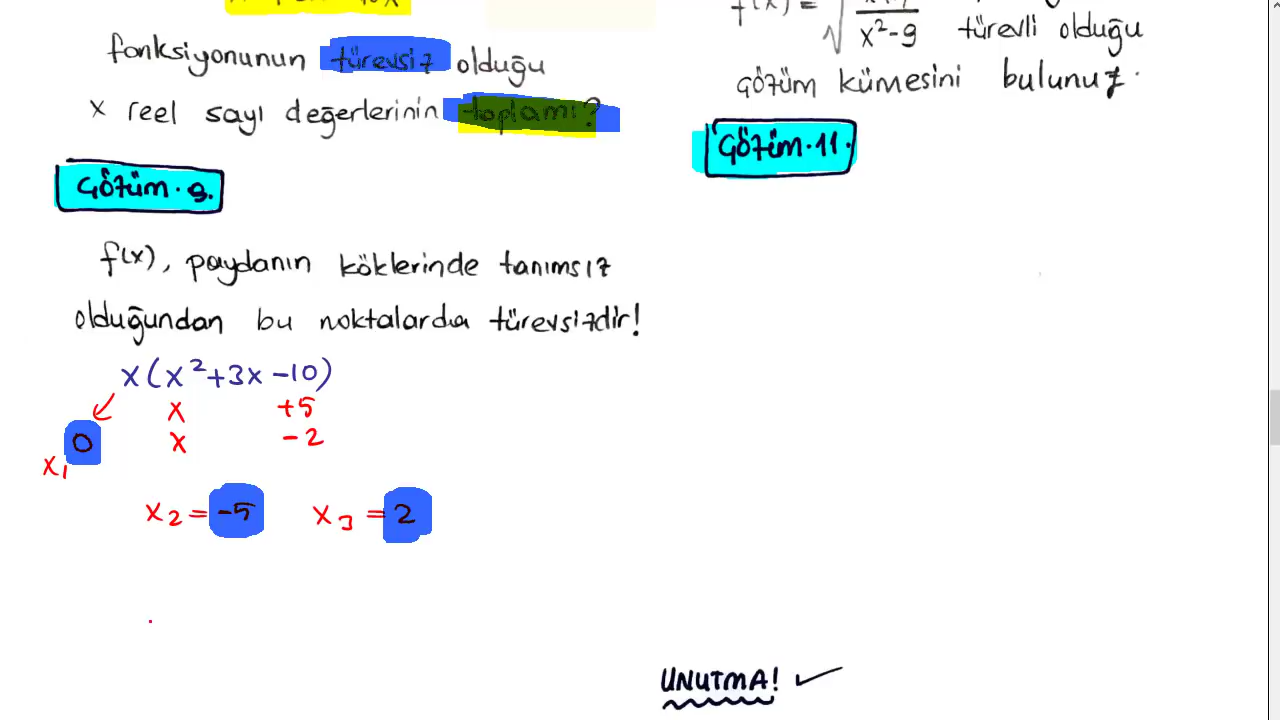 fonksiyonunun türevsiz olduğu
x reel sayı değerlerinin toplamı?
Çözüm.9.
f(x), paydanın köklerinde tanımsız
olduğundan bu noktalarda türevsizdir!
x(x²+3x-10)
x +5
0 x -2
x₁
x₂ = -5 x₃ = 2
f(x) = √ x²-9 türevli olduğu
çözüm kümesini bulunuz.
Çözüm.11.
UNUTMA! ✓